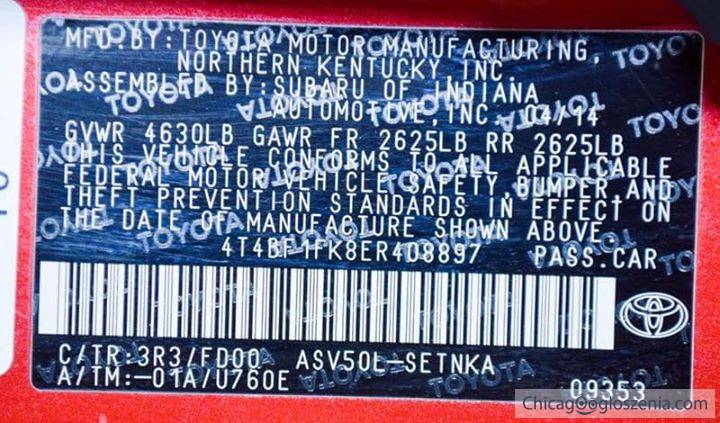 MFD.BY: TOYOTA MOTOR MANUFACTURING,
NORTHERN KENTUCKY INC.
ASSEMBLED BY: SUBARU OF INDIANA
AUTOMOTIVE, INC. 04/14
GVWR 4630LB GAWR FR 2625LB RR 2625LB
THIS VEHICLE CONFORMS TO ALL APPLICABLE
FEDERAL MOTOR VEHICLE SAFETY, BUMPER, AND
THEFT PREVENTION STANDARDS IN EFFECT ON
THE DATE OF MANUFACTURE SHOWN ABOVE.
4T4BF1FK8ER408897 PASS.CAR
C/TR:3R3/FD00 ASV50L-SETNKA
A/TM:-01A/U760E
09353
TOYOTA
Chicagoogloszenia.com